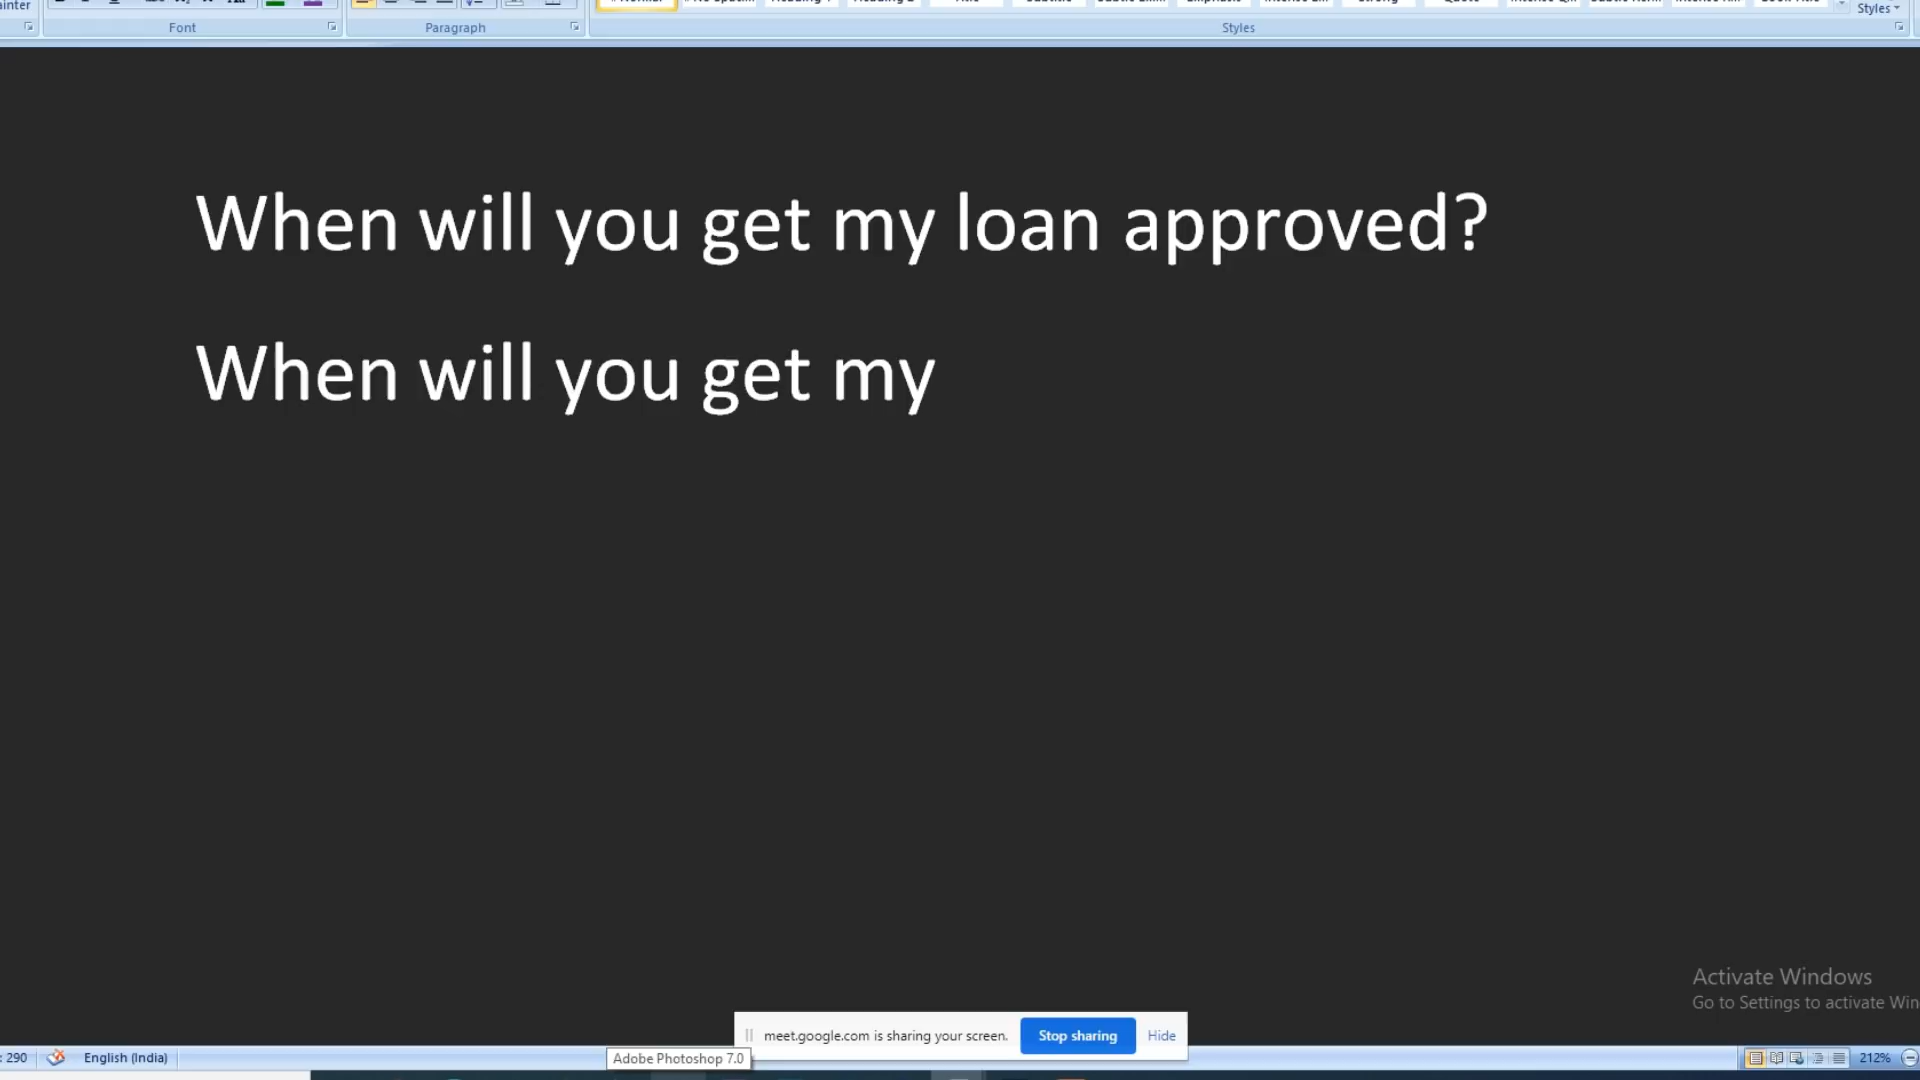 Styles
Font
Paragraph
Styles
When will you get my loan approved?
When will you get my
Activate Windows
Go to Settings to activate Win
meet.google.com is sharing your screen.
Stop sharing
Hide
: 290
English (India)
Adobe Photoshop 7.0
212%